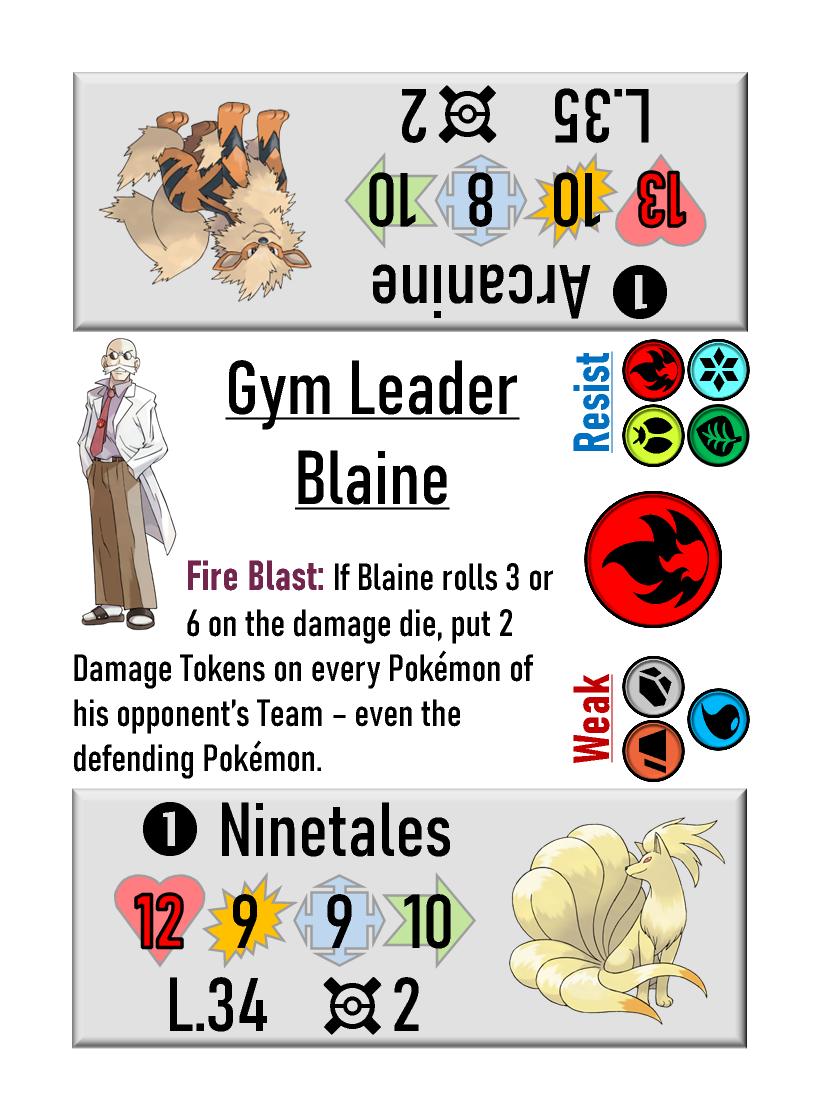 2 L.35
10 8 10 13
Arcanine 1
Gym Leader
Blaine
Resist
Fire Blast: If Blaine rolls 3 or
6 on the damage die, put 2
Damage Tokens on every Pokémon of
his opponent’s Team – even the
defending Pokémon.
Weak
1 Ninetales
12 9 9 10
L.34 2